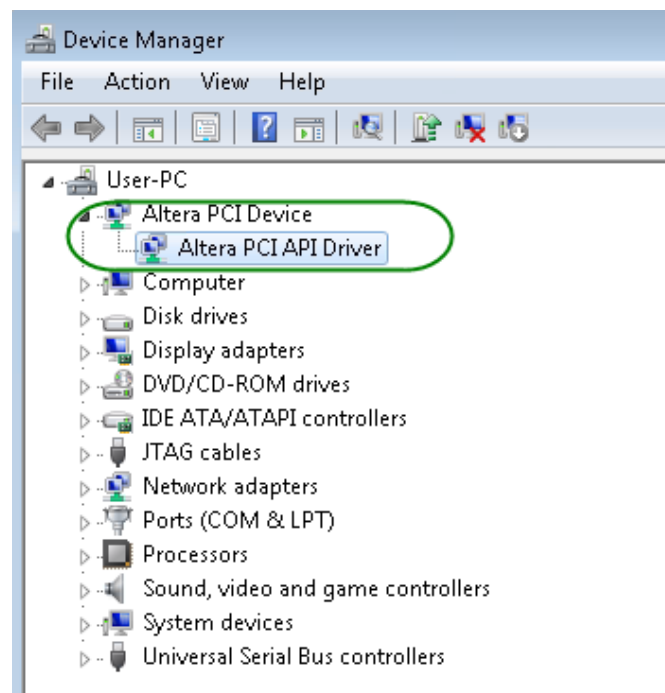 Device Manager
File Action View Help
User-PC
Altera PCI Device
Altera PCI API Driver
Computer
Disk drives
Display adapters
DVD/CD-ROM drives
IDE ATA/ATAPI controllers
JTAG cables
Network adapters
Ports (COM & LPT)
Processors
Sound, video and game controllers
System devices
Universal Serial Bus controllers